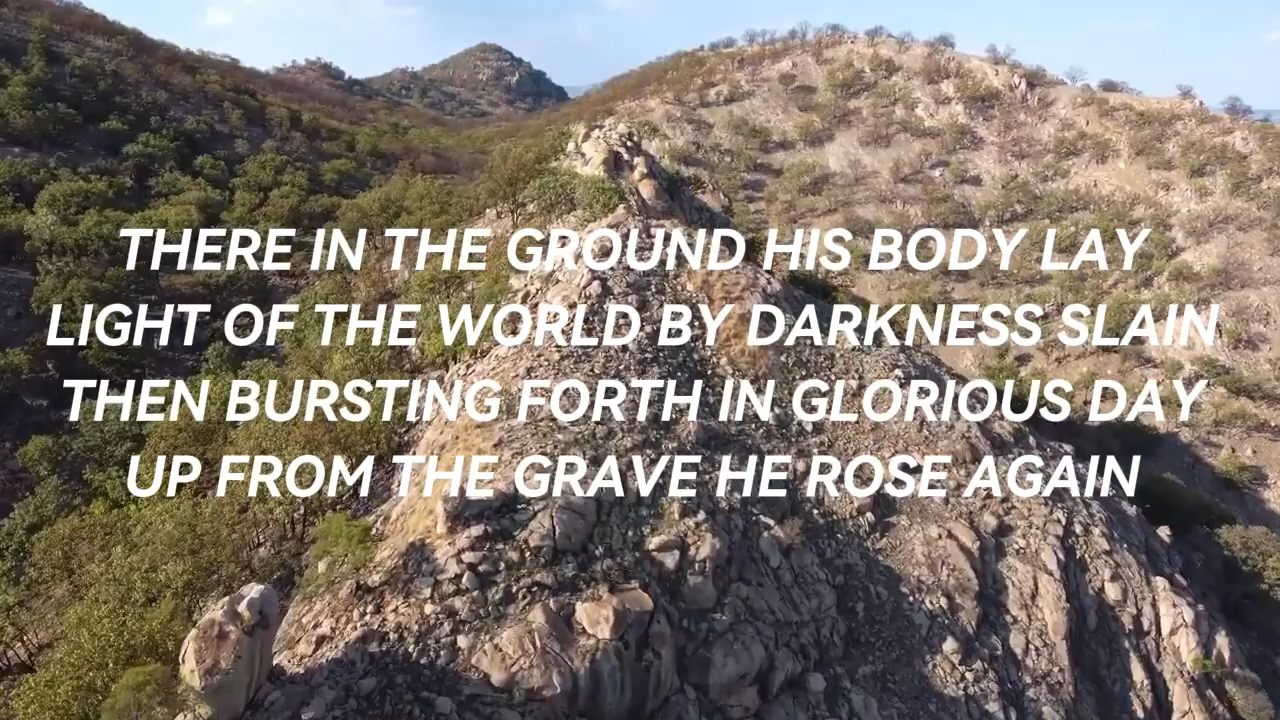 THERE IN THE GROUND HIS BODY LAY
LIGHT OF THE WORLD BY DARKNESS SLAIN
THEN BURSTING FORTH IN GLORIOUS DAY
UP FROM THE GRAVE HE ROSE AGAIN